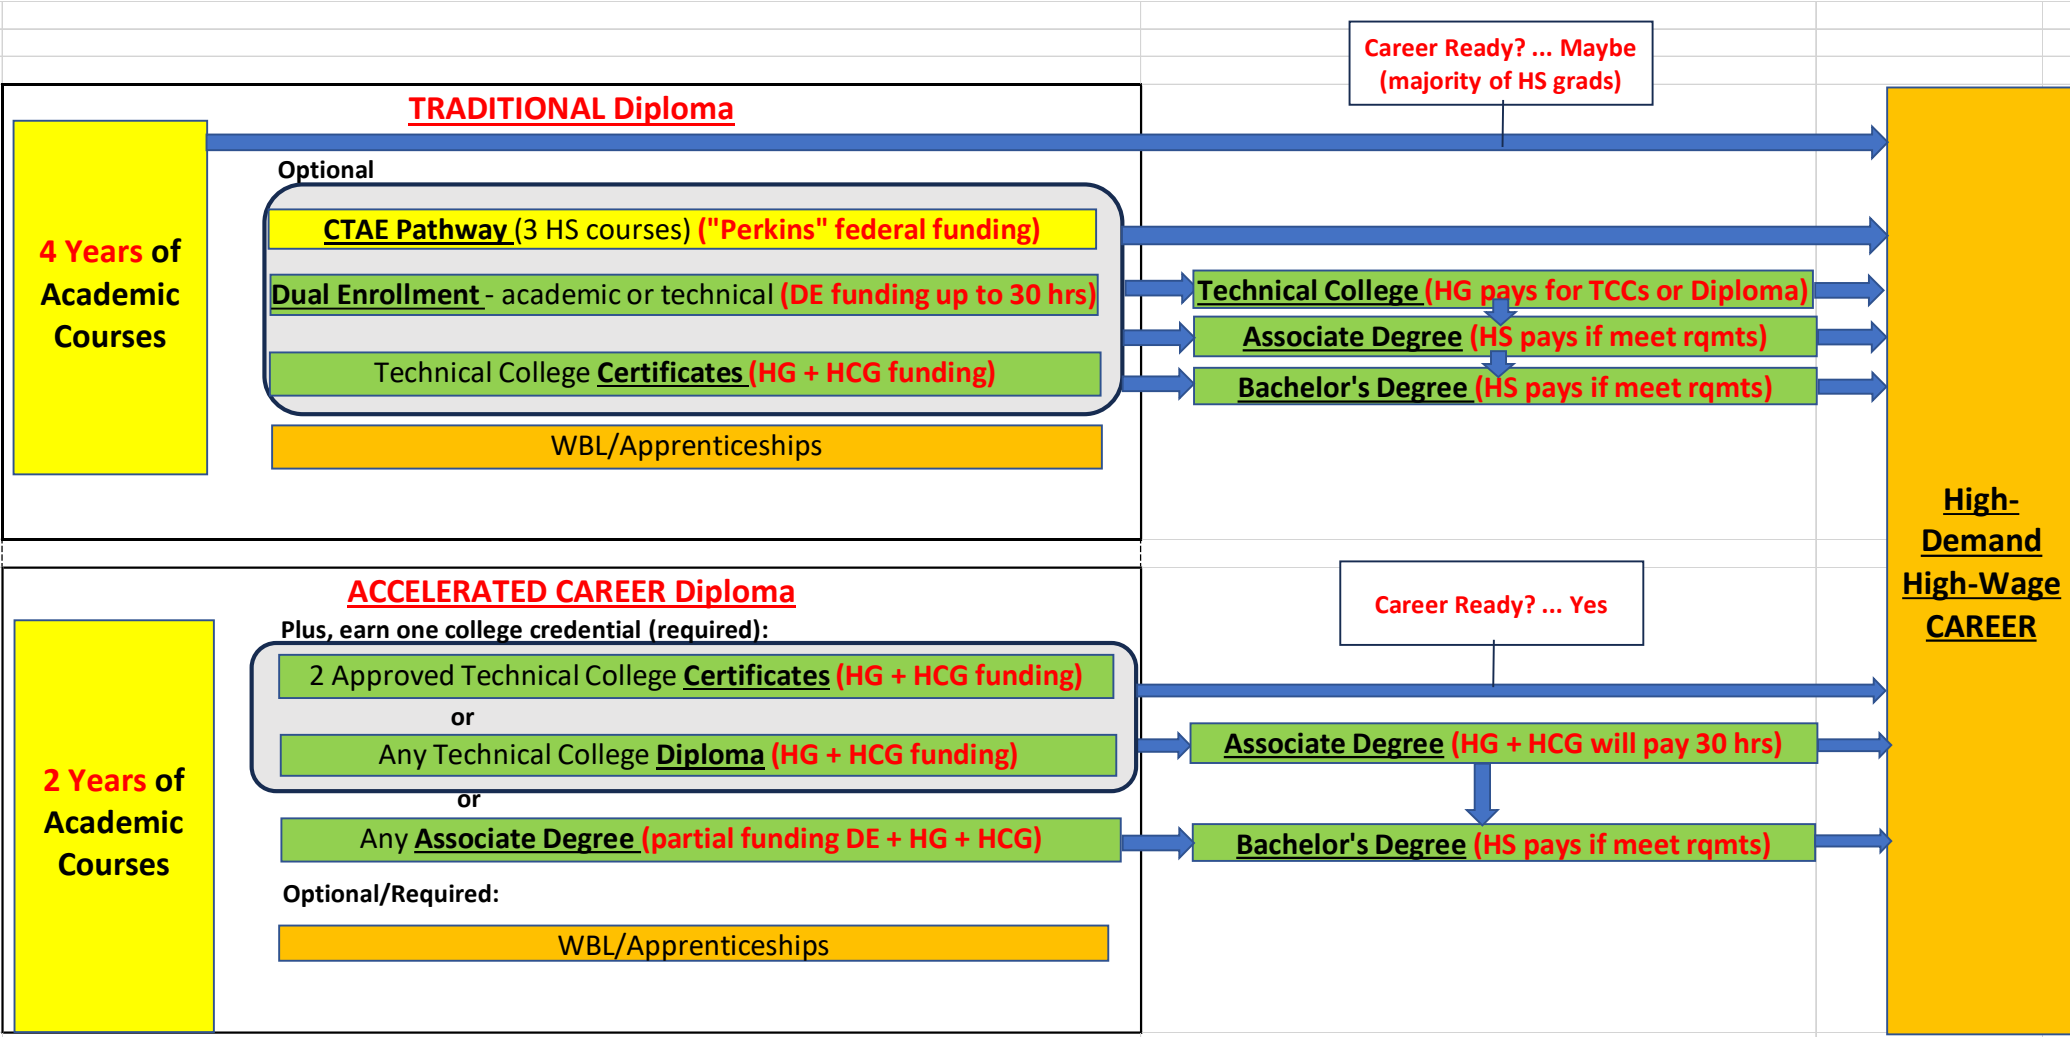 Career Ready? ... Maybe
(majority of HS grads)
TRADITIONAL Diploma
Optional
4 Years of
Academic
Courses
CTAE Pathway (3 HS courses) ("Perkins" federal funding)
Dual Enrollment - academic or technical (DE funding up to 30 hrs)
Technical College Certificates (HG + HCG funding)
WBL/Apprenticeships
Technical College (HG pays for TCCs or Diploma)
Associate Degree (HS pays if meet rqmts)
Bachelor's Degree (HS pays if meet rqmts)
High-
Demand
High-Wage
CAREER
ACCELERATED CAREER Diploma
Plus, earn one college credential (required):
2 Years of
Academic
Courses
2 Approved Technical College Certificates (HG + HCG funding)
or
Any Technical College Diploma (HG + HCG funding)
or
Any Associate Degree (partial funding DE + HG + HCG)
Optional/Required:
WBL/Apprenticeships
Career Ready? ... Yes
Associate Degree (HG + HCG will pay 30 hrs)
Bachelor's Degree (HS pays if meet rqmts)